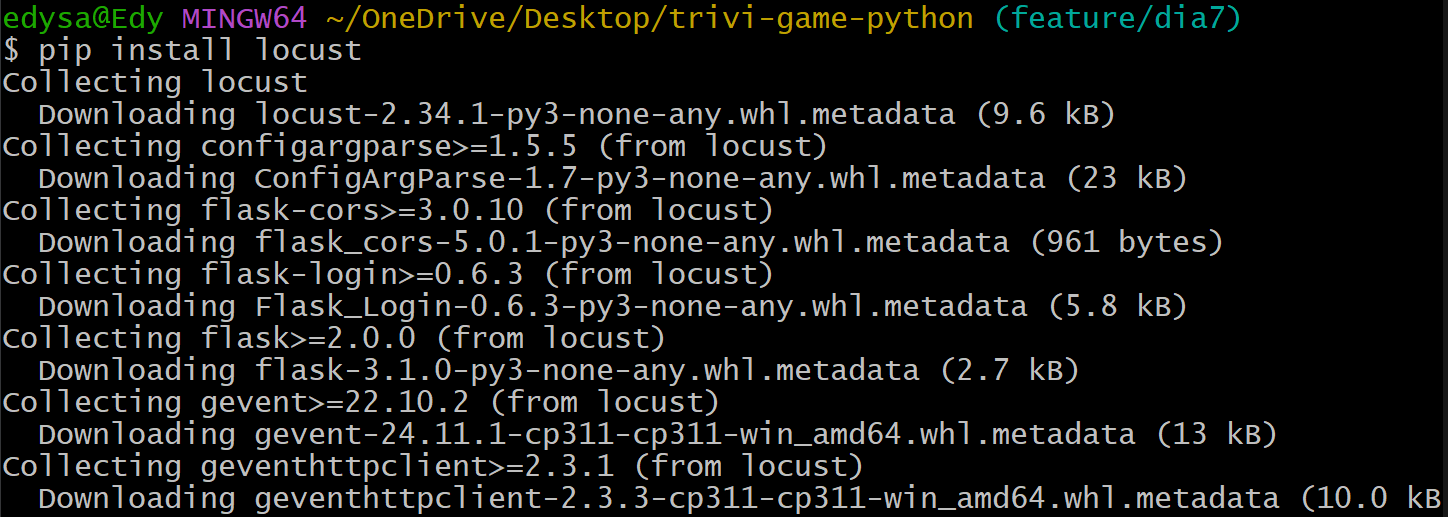 edysa@Edy MINGW64 ~/OneDrive/Desktop/trivi-game-python (feature/dia7)
$ pip install locust
Collecting locust
  Downloading locust-2.34.1-py3-none-any.whl.metadata (9.6 kB)
Collecting configargparse>=1.5.5 (from locust)
  Downloading ConfigArgParse-1.7-py3-none-any.whl.metadata (23 kB)
Collecting flask-cors>=3.0.10 (from locust)
  Downloading flask_cors-5.0.1-py3-none-any.whl.metadata (961 bytes)
Collecting flask-login>=0.6.3 (from locust)
  Downloading Flask_Login-0.6.3-py3-none-any.whl.metadata (5.8 kB)
Collecting flask>=2.0.0 (from locust)
  Downloading flask-3.1.0-py3-none-any.whl.metadata (2.7 kB)
Collecting gevent>=22.10.2 (from locust)
  Downloading gevent-24.11.1-cp311-cp311-win_amd64.whl.metadata (13 kB)
Collecting geventhttpclient>=2.3.1 (from locust)
  Downloading geventhttpclient-2.3.3-cp311-cp311-win_amd64.whl.metadata (10.0 kB